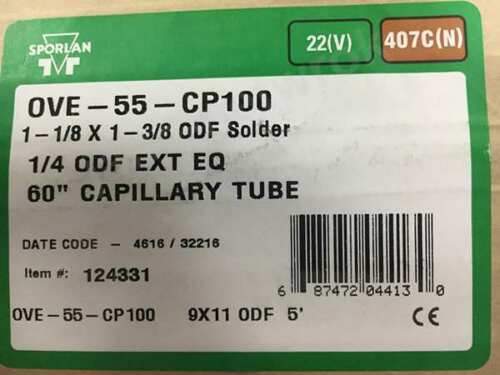 SPORLAN
22(V)
407C(N)
OVE - 55 - CP100
1 - 1/8 X 1 - 3/8 ODF Solder
1/4 ODF EXT EQ
60" CAPILLARY TUBE
DATE CODE - 4616 / 32216
Item #: 124331
6 87472 04413 0
OVE - 55 - CP100 9X11 ODF 5'
CE